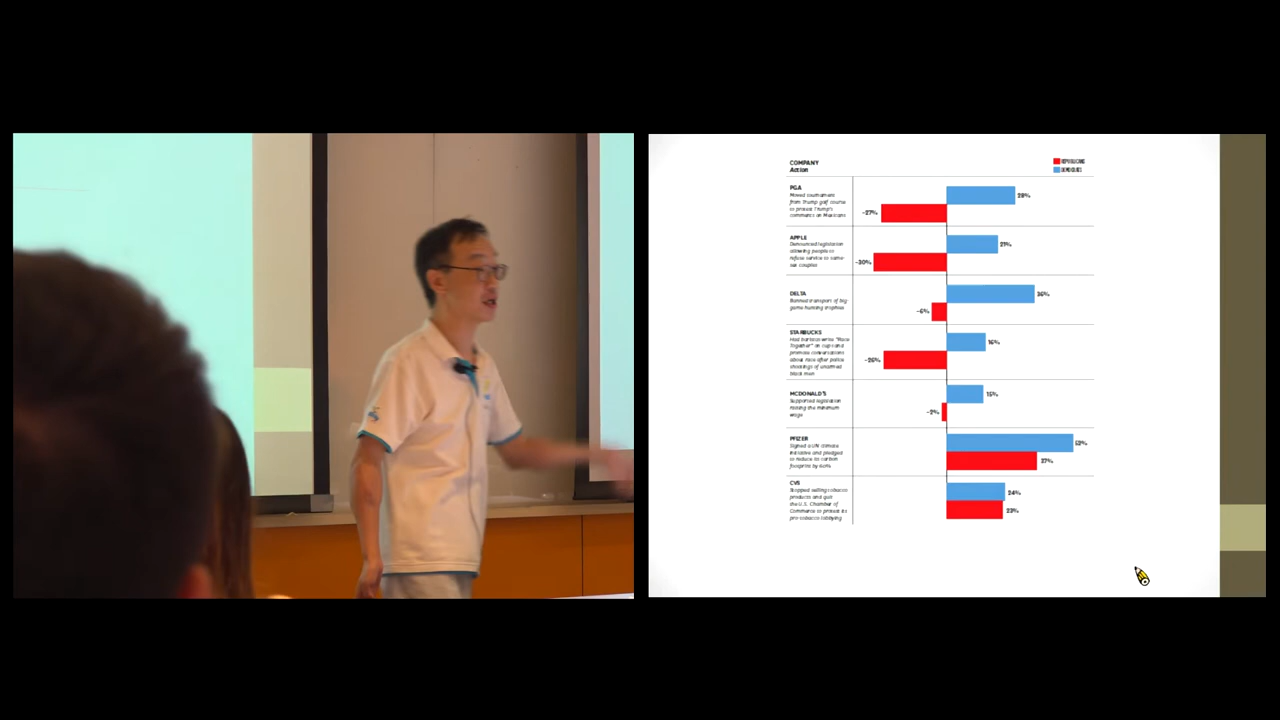 COMPANY
Action
REPUBLICANS
DEMOCRATS
PGA
Moved tournament
from Trump golf course
to protest Trump's
comments on Mexicans
28%
-27%
APPLE
Denounced legislation
allowing people to
refuse service to same-
sex couples
21%
-30%
DELTA
Banned transport of big-
game hunting trophies
36%
-6%
STARBUCKS
Had baristas write "Race
Together" on cups and
promote conversations
about race after police
shootings of unarmed
black men
16%
-26%
MCDONALD'S
Supported legislation
raising the minimum
wage
15%
-2%
PFIZER
Signed a UN climate
initiative and pledged
to reduce its carbon
footprint by
52%
37%
CVS
Stopped selling tobacco
products and quit
the U.S. Chamber of
Commerce to protest its
pro-tobacco lobbying
24%
23%